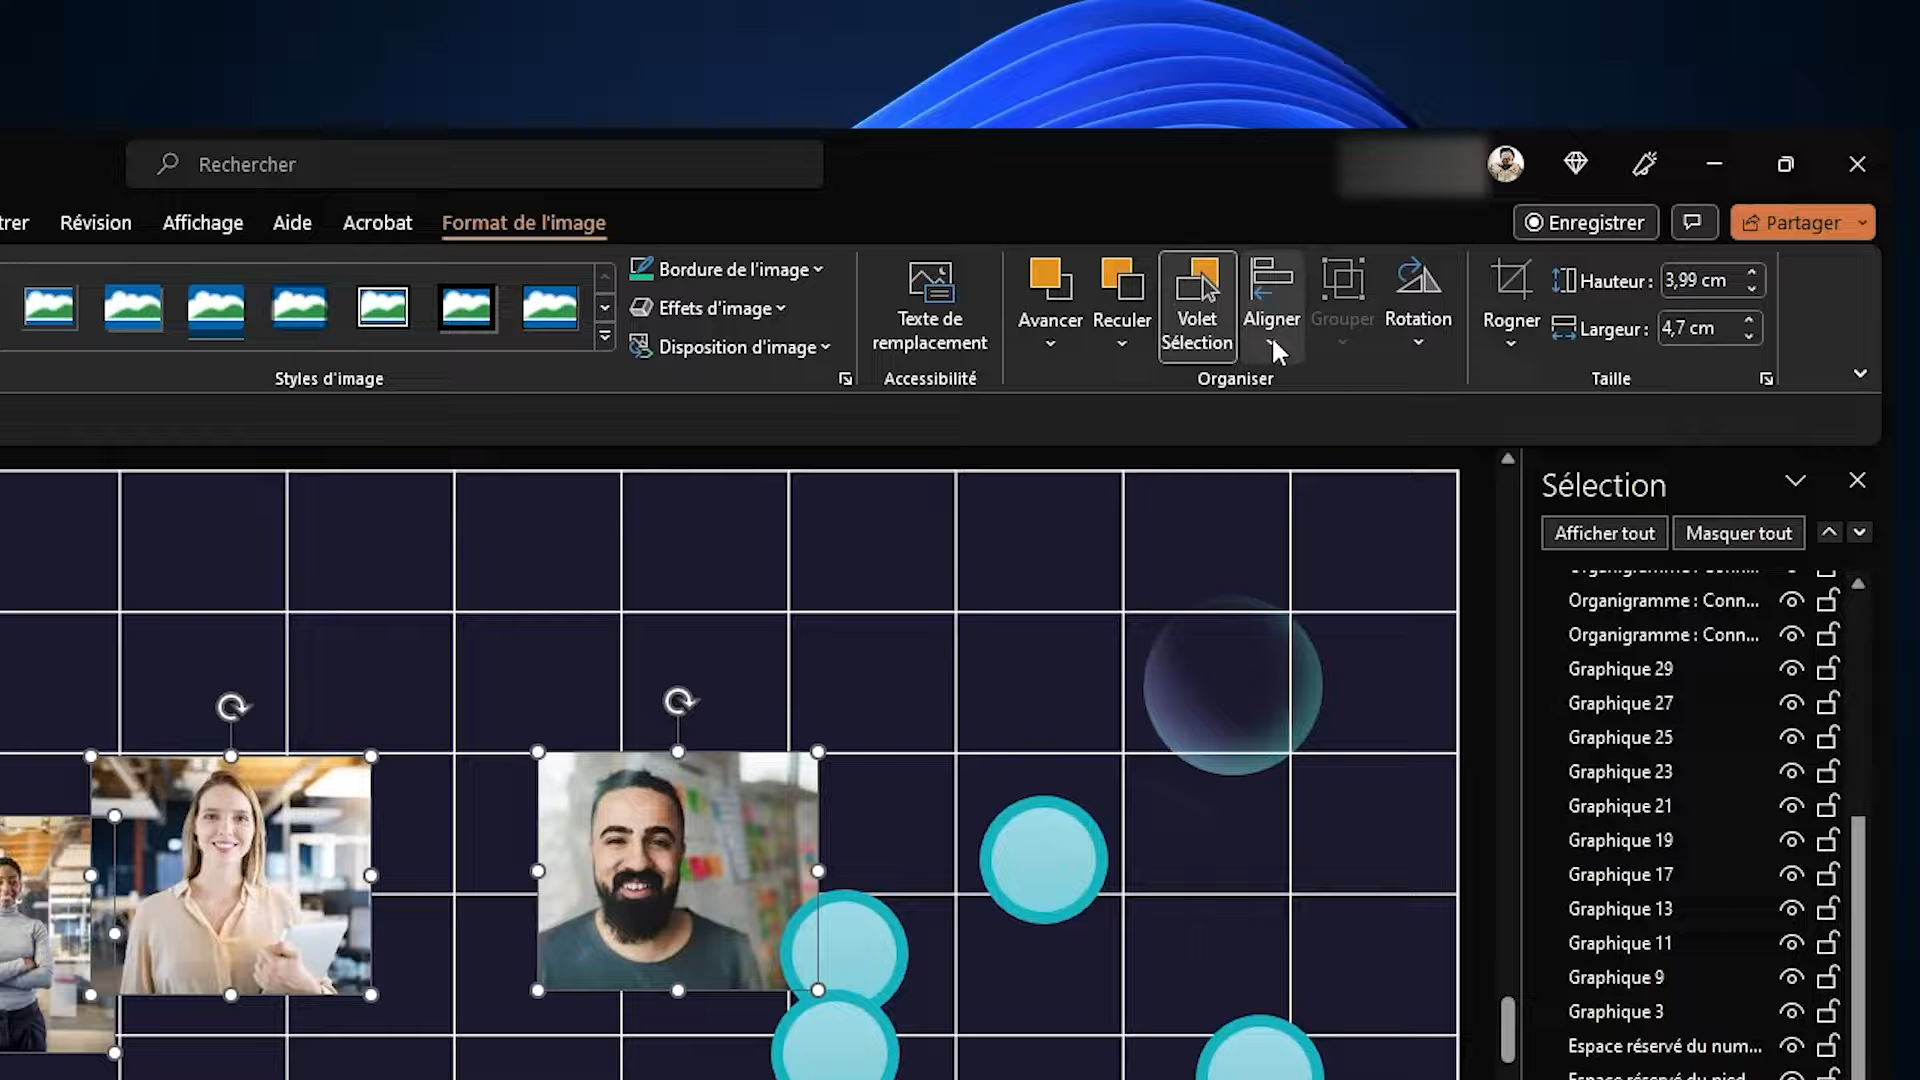 Rechercher
trer Révision Affichage Aide Acrobat Format de l'image
Enregistrer Partager
Bordure de l'image
Effets d'image
Disposition d'image
Styles d'image
Texte de
remplacement
Accessibilité
Avancer Reculer Volet Sélection Aligner Grouper Rotation
Organiser
Rogner
Hauteur : 3,99 cm
Largeur : 4,7 cm
Taille
Sélection
Afficher tout Masquer tout
Organigramme : Conn...
Organigramme : Conn...
Graphique 29
Graphique 27
Graphique 25
Graphique 23
Graphique 21
Graphique 19
Graphique 17
Graphique 13
Graphique 11
Graphique 9
Graphique 3
Espace réservé du num...